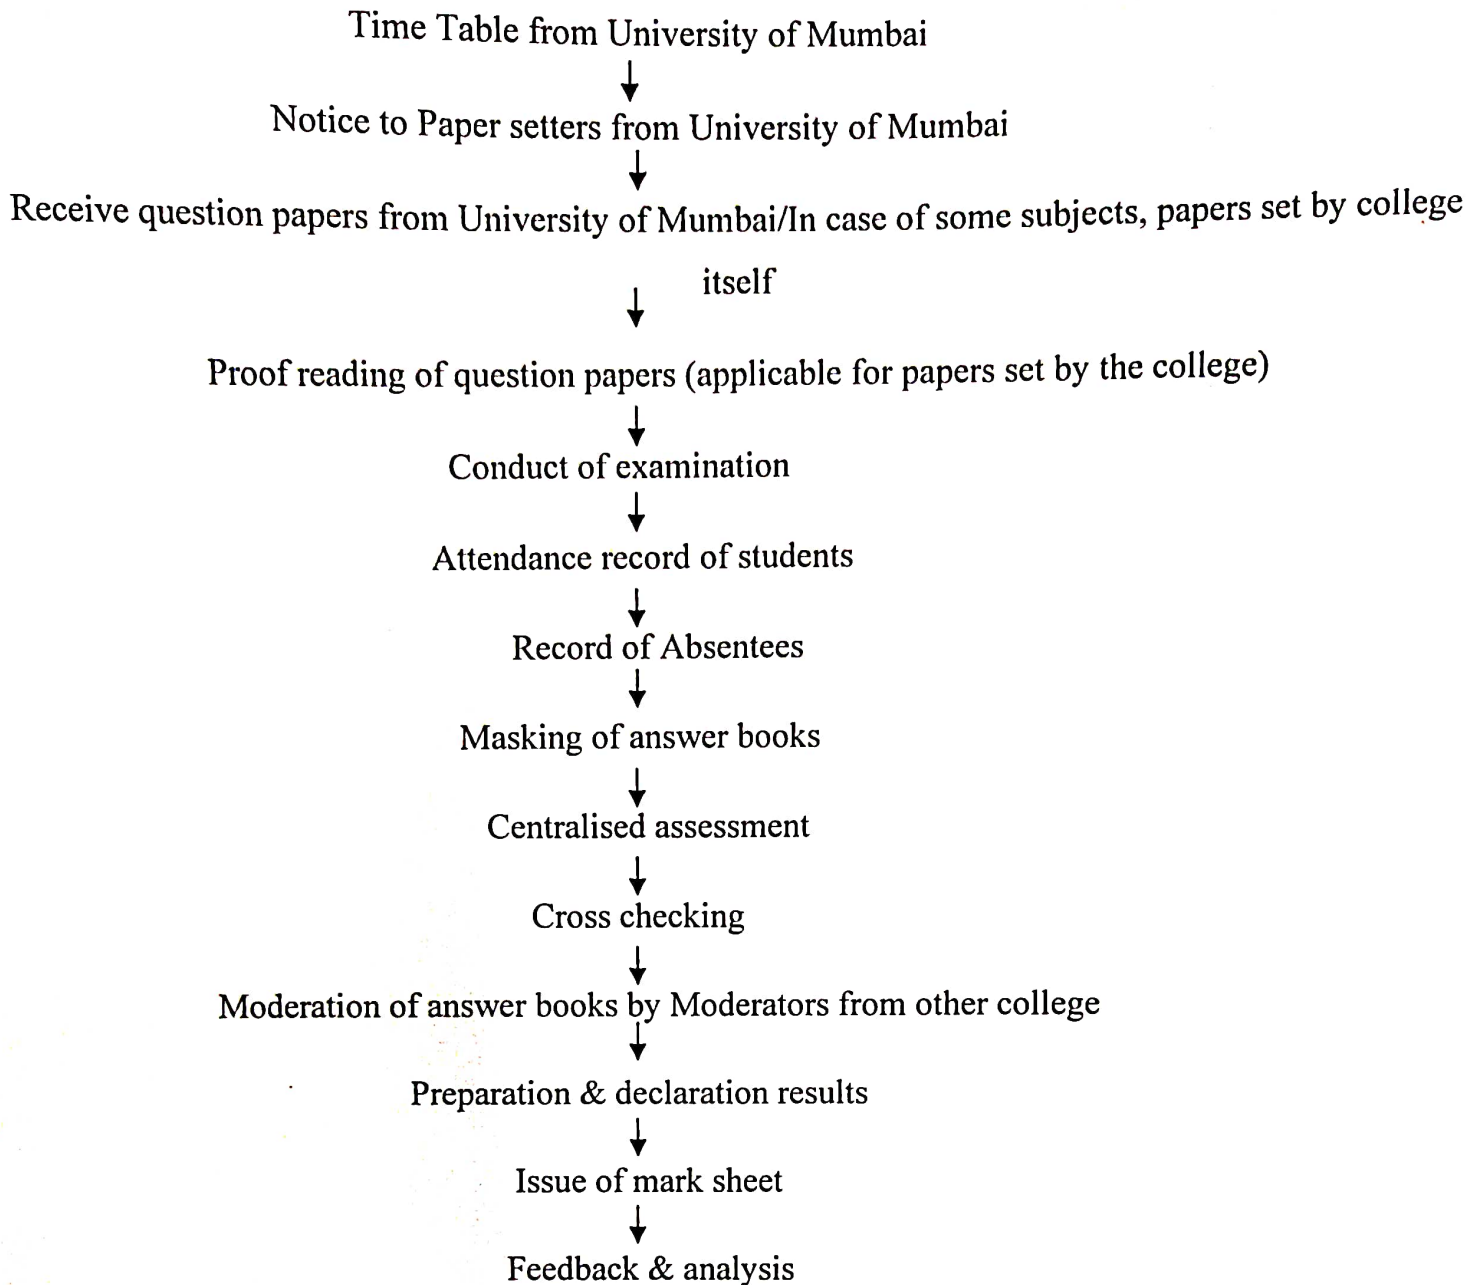 Time Table from University of Mumbai
Notice to Paper setters from University of Mumbai
Receive question papers from University of Mumbai/In case of some subjects, papers set by college
itself
Proof reading of question papers (applicable for papers set by the college)
Conduct of examination
Attendance record of students
Record of Absentees
Masking of answer books
Centralised assessment
Cross checking
Moderation of answer books by Moderators from other college
Preparation & declaration results
Issue of mark sheet
Feedback & analysis